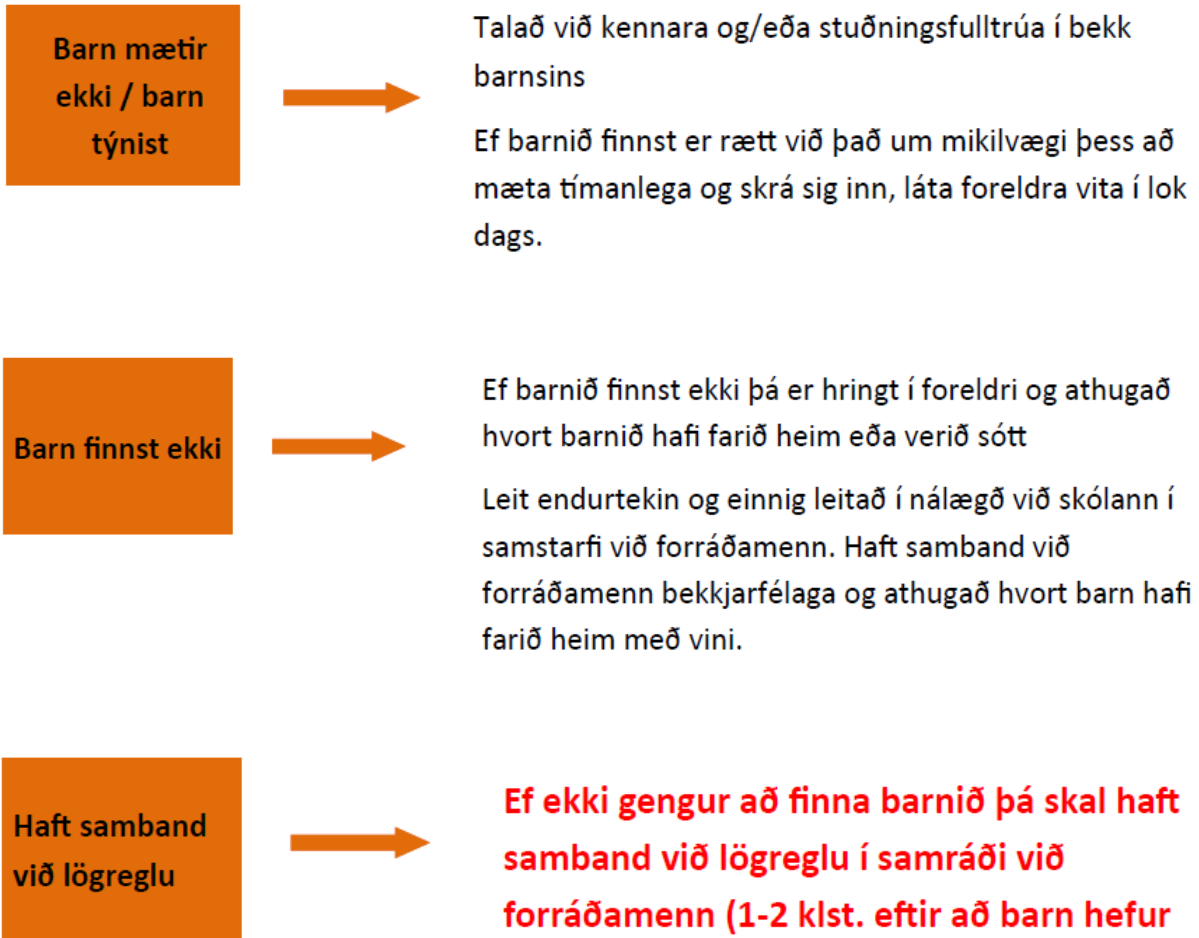 Barn mætir
ekki / barn
týnist
Talað við kennara og/eða stuðningsfulltrúa í bekk
barnsins
Ef barnið finnst er rætt við það um mikilvægi þess að
mæta tímanlega og skrá sig inn, láta foreldra vita í lok
dags.
Barn finnst ekki
Ef barnið finnst ekki þá er hringt í foreldri og athugað
hvort barnið hafi farið heim eða verið sótt
Leit endurtekin og einnig leitað í nálægð við skólann í
samstarfi við forráðamenn. Haft samband við
forráðamenn bekkjarfélaga og athugað hvort barn hafi
farið heim með vini.
Haft samband
við lögreglu
Ef ekki gengur að finna barnið þá skal haft
samband við lögreglu í samráði við
forráðamenn (1-2 klst. eftir að barn hefur